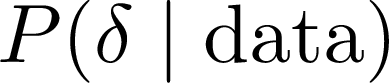 P(δ | data)